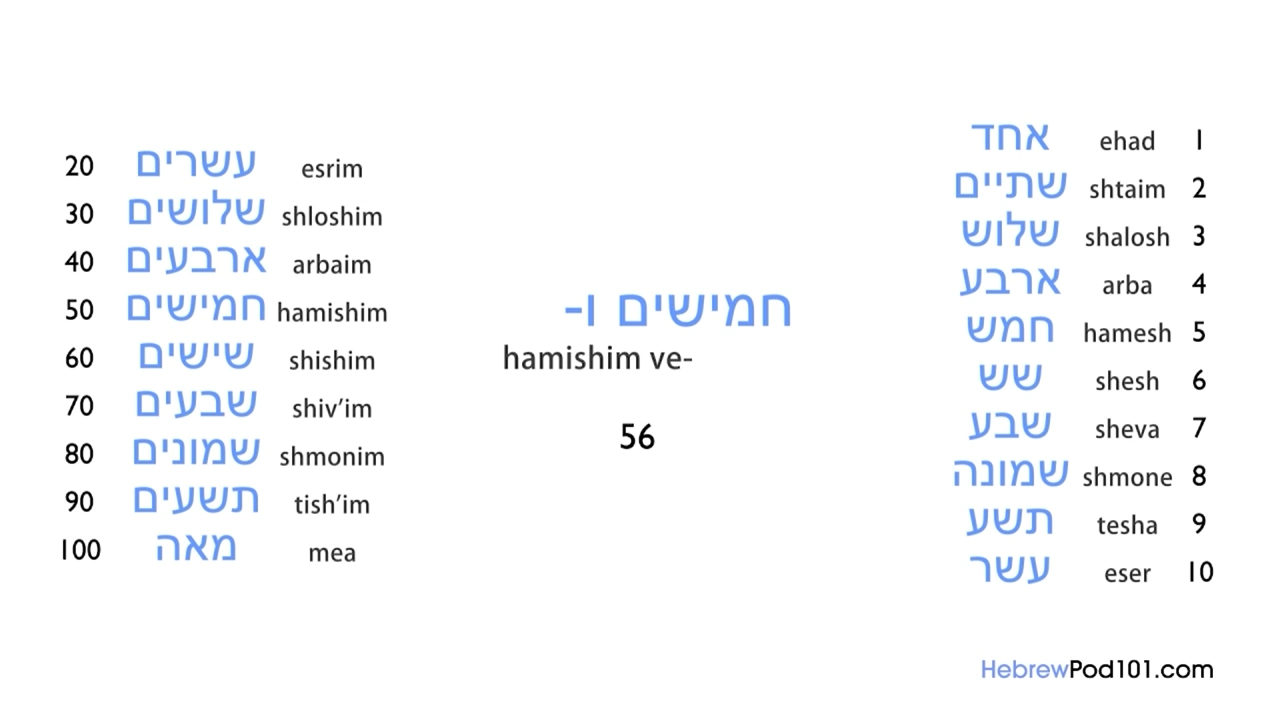 20 עשרים esrim
30 שלושים shloshim
40 ארבעים arbaim
50 חמישים hamishim
60 שישים shishim
70 שבעים shiv’im
80 שמונים shmonim
90 תשעים tish’im
100 מאה mea
חמישים ו-
hamishim ve-
56
אחד ehad 1
שתיים shtaim 2
שלוש shalosh 3
ארבע arba 4
חמש hamesh 5
שש shesh 6
שבע sheva 7
שמונה shmone 8
תשע tesha 9
עשר eser 10
HebrewPod101.com